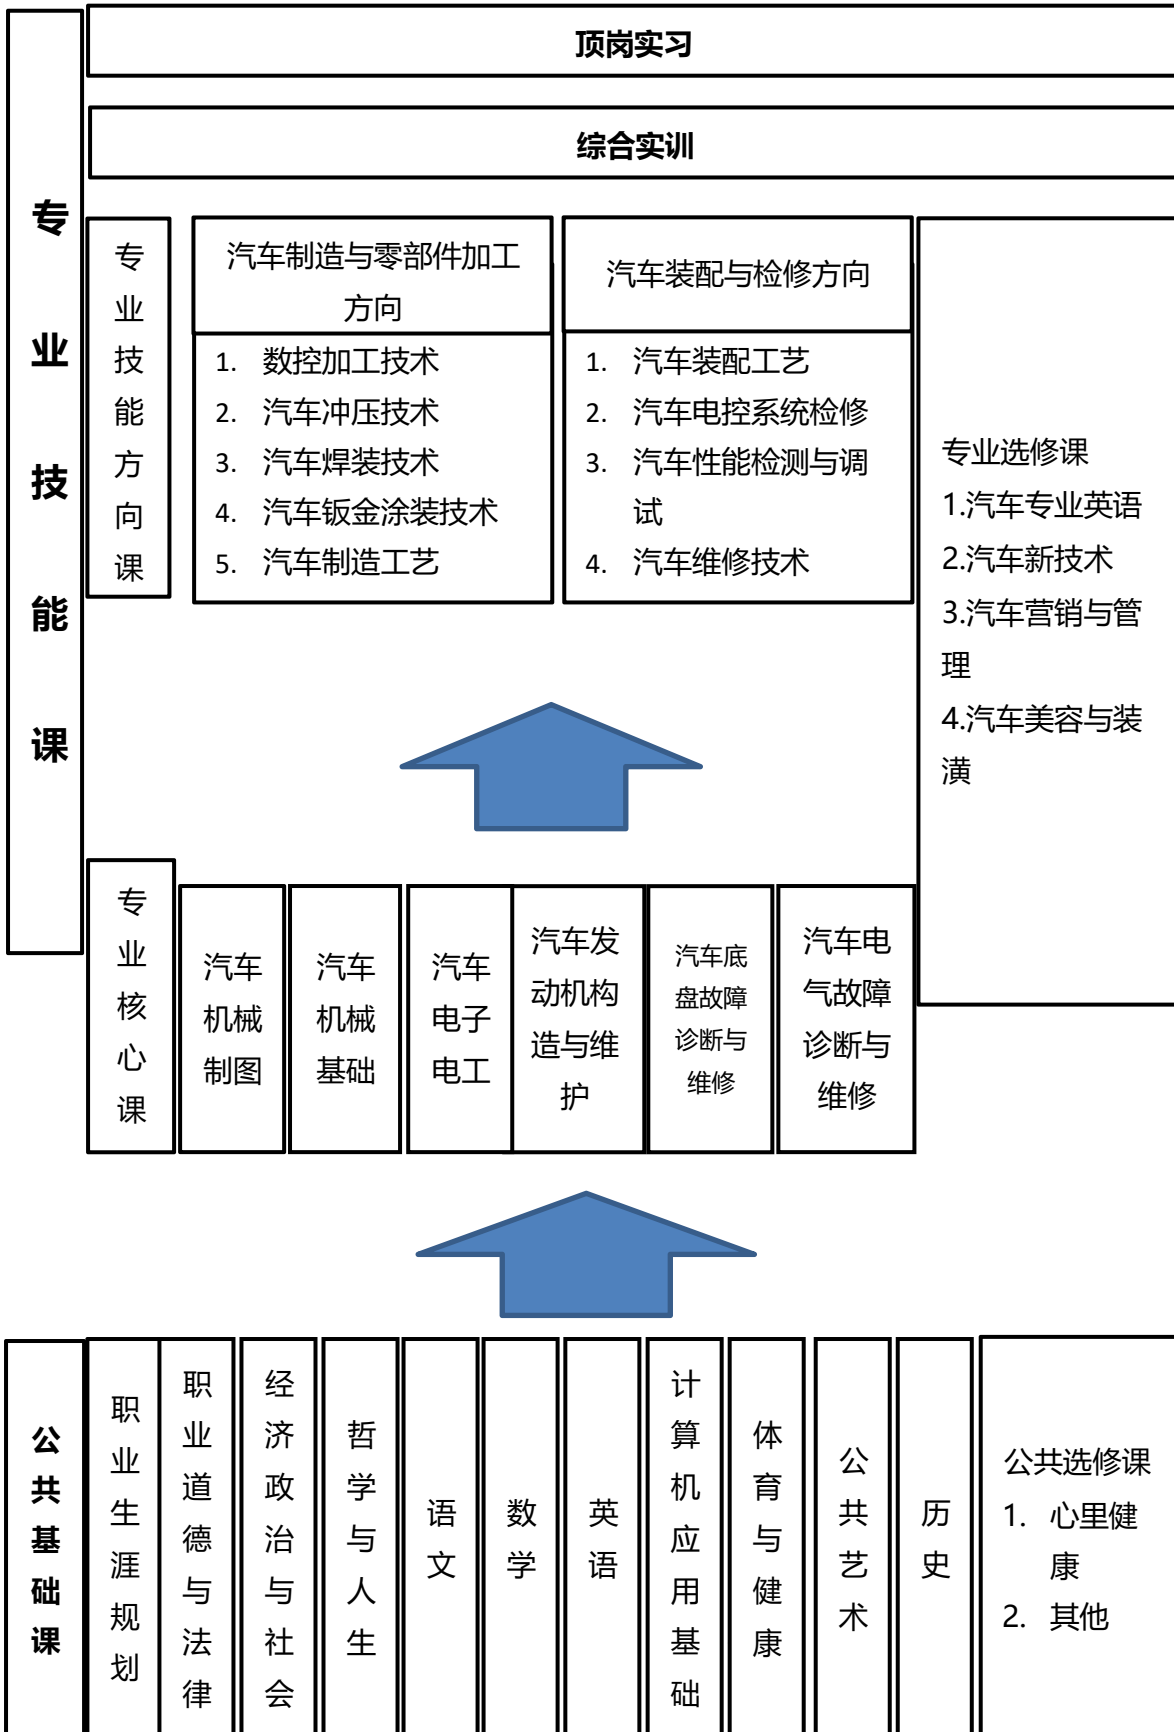 顶岗实习
综合实训
专业技能课
专业技能方向课
汽车制造与零部件加工
方向
1. 数控加工技术
2. 汽车冲压技术
3. 汽车焊装技术
4. 汽车钣金涂装技术
5. 汽车制造工艺
汽车装配与检修方向
1. 汽车装配工艺
2. 汽车电控系统检修
3. 汽车性能检测与调
试
4. 汽车维修技术
专业选修课
1.汽车专业英语
2.汽车新技术
3.汽车营销与管
理
4.汽车美容与装
潢
专业核心课
汽车
机械
制图
汽车
机械
基础
汽车
电子
电工
汽车发
动机构
造与维
护
汽车底
盘故障
诊断与
维修
汽车电
气故障
诊断与
维修
公共基础课
职业生涯规划
职业道德与法律
经济政治与社会
哲学与人生
语文
数学
英语
计算机应用基础
体育与健康
公共艺术
历史
公共选修课
1. 心里健
康
2. 其他